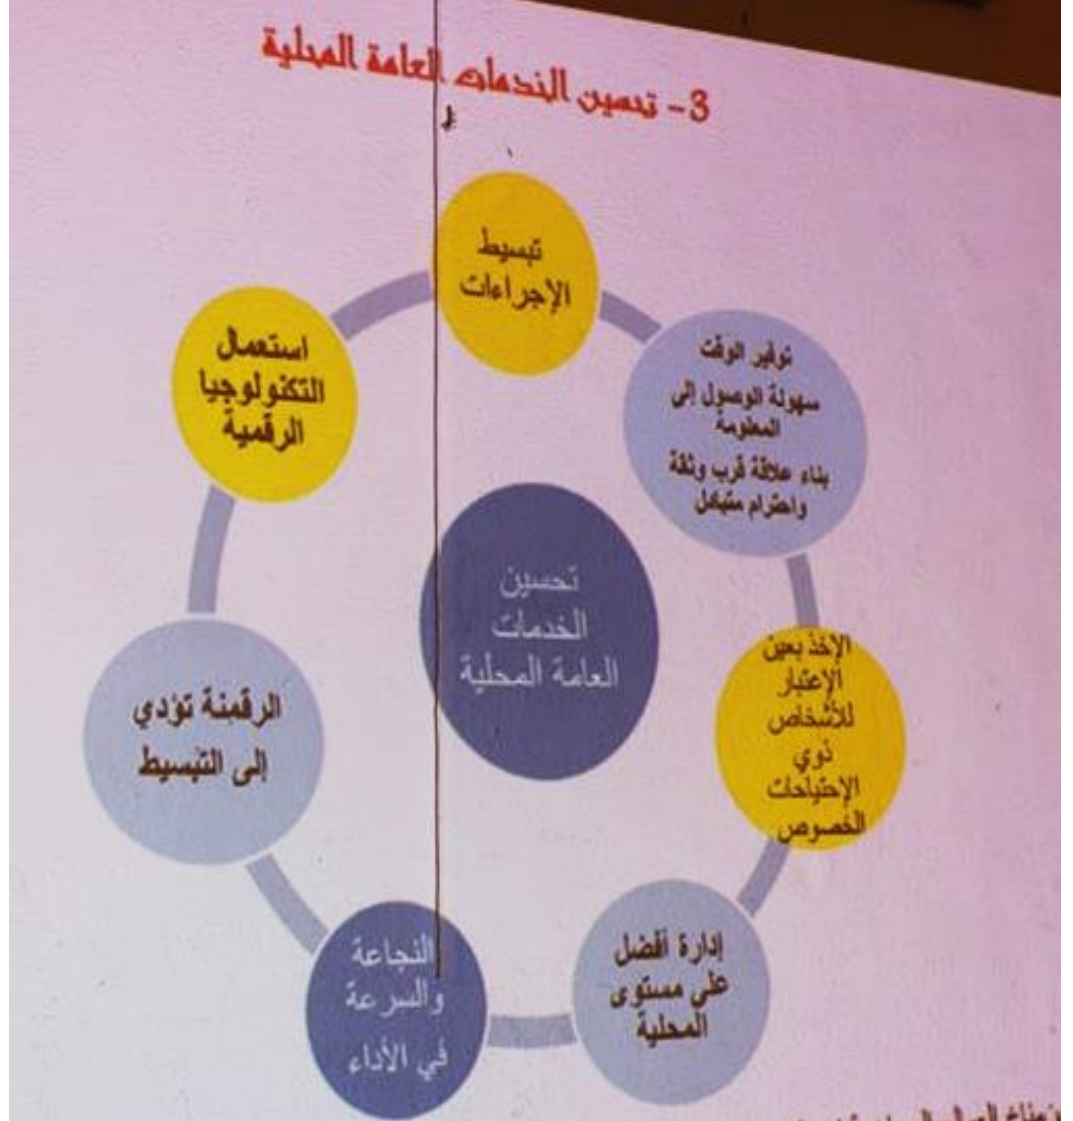 3- تحسين الخدمات العامة المحلية
تبسيط
الإجراءات
توفير الوقت
سهولة الوصول إلى
المعلومة
بناء علاقة قرب وثقة
واحترام متبادل
الإخذ بعين
الإعتبار
للأشخاص
ذوي
الإحتياجات
الخصوص
إدارة أفضل
على مستوى
المحلية
النجاعة
والسرعة
في الأداء
الرقمنة تؤدي
إلى التبسيط
استعمال
التكنولوجيا
الرقمية
تحسين
الخدمات
العامة المحلية